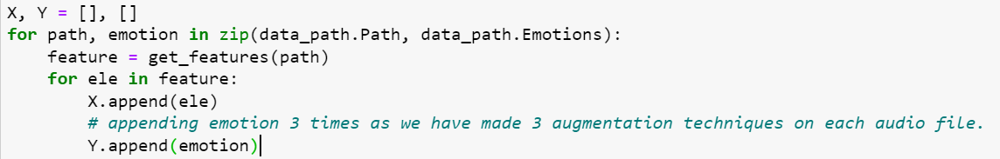 X, Y = [], []
for path, emotion in zip(data_path.Path, data_path.Emotions):
    feature = get_features(path)
    for ele in feature:
        X.append(ele)
        # appending emotion 3 times as we have made 3 augmentation techniques on each audio file.
        Y.append(emotion)